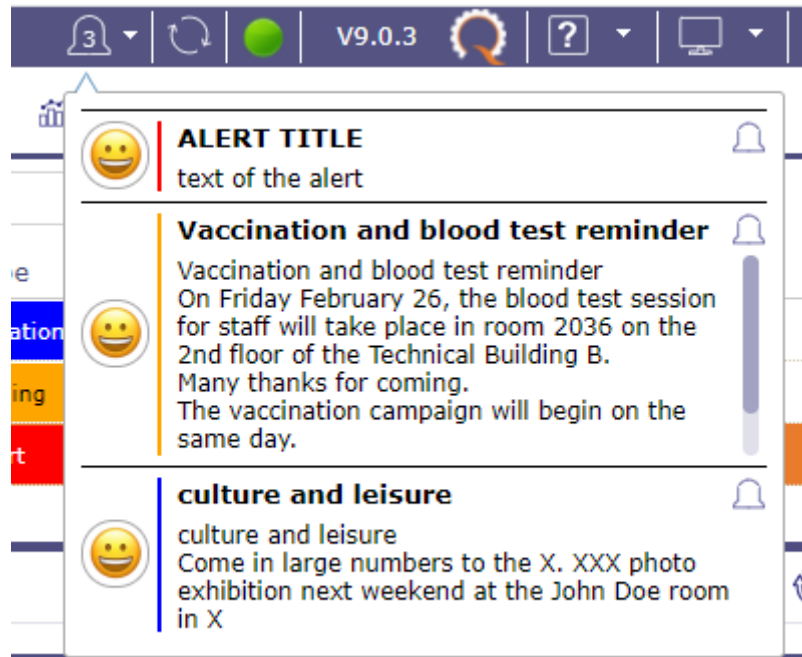 3
V9.0.3
?
ALERT TITLE
text of the alert
Vaccination and blood test reminder
Vaccination and blood test reminder
On Friday February 26, the blood test session
for staff will take place in room 2036 on the
2nd floor of the Technical Building B.
Many thanks for coming.
The vaccination campaign will begin on the
same day.
culture and leisure
culture and leisure
Come in large numbers to the X. XXX photo
exhibition next weekend at the John Doe room
in X
e
ation
ing
rt